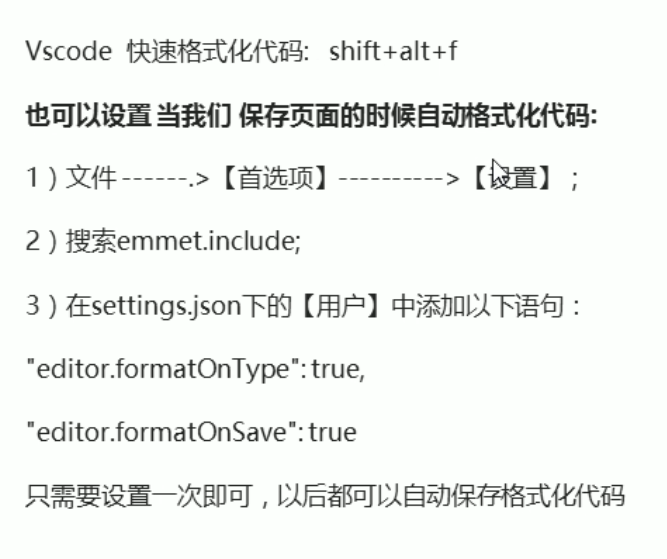 Vscode 快速格式化代码: shift+alt+f
也可以设置 当我们 保存页面的时候自动格式化代码:
1）文件 ------.>【首选项】---------->【设置】；
2）搜索emmet.include;
3）在settings.json下的【用户】中添加以下语句：
"editor.formatOnType": true,
"editor.formatOnSave": true
只需要设置一次即可，以后都可以自动保存格式化代码